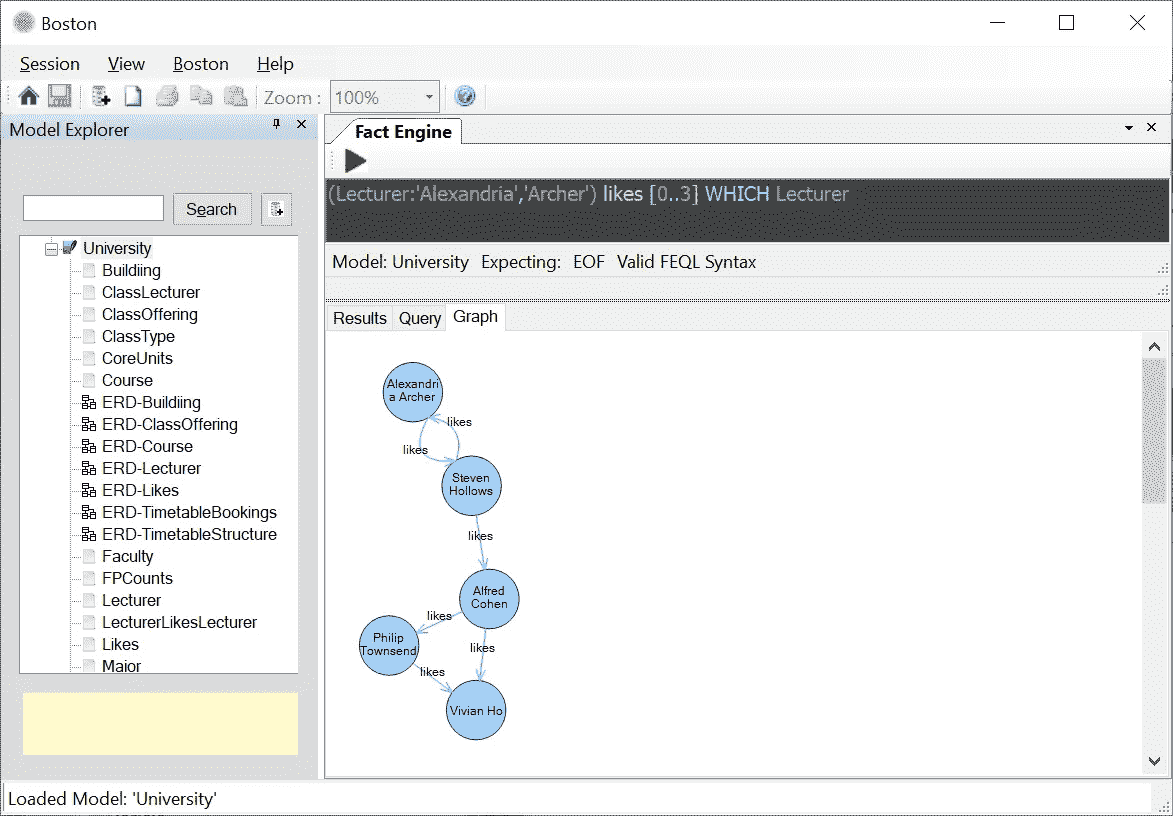 Boston
Session View Boston Help
Zoom : 100%
Model Explorer
Search
University
Buildiing
ClassLecturer
ClassOffering
ClassType
CoreUnits
Course
ERD-Buildiing
ERD-ClassOffering
ERD-Course
ERD-Lecturer
ERD-Likes
ERD-TimetableBookings
ERD-TimetableStructure
Faculty
FPCounts
Lecturer
LecturerLikesLecturer
Likes
Major
Fact Engine
(Lecturer:'Alexandria','Archer') likes [0..3] WHICH Lecturer
Model: University Expecting: EOF Valid FEQL Syntax
Results Query Graph
Alexandri
a Archer
likes
likes
Steven
Hollows
likes
Alfred
Cohen
likes
Philip
Townsend
likes
likes
Vivian Ho
Loaded Model: 'University'